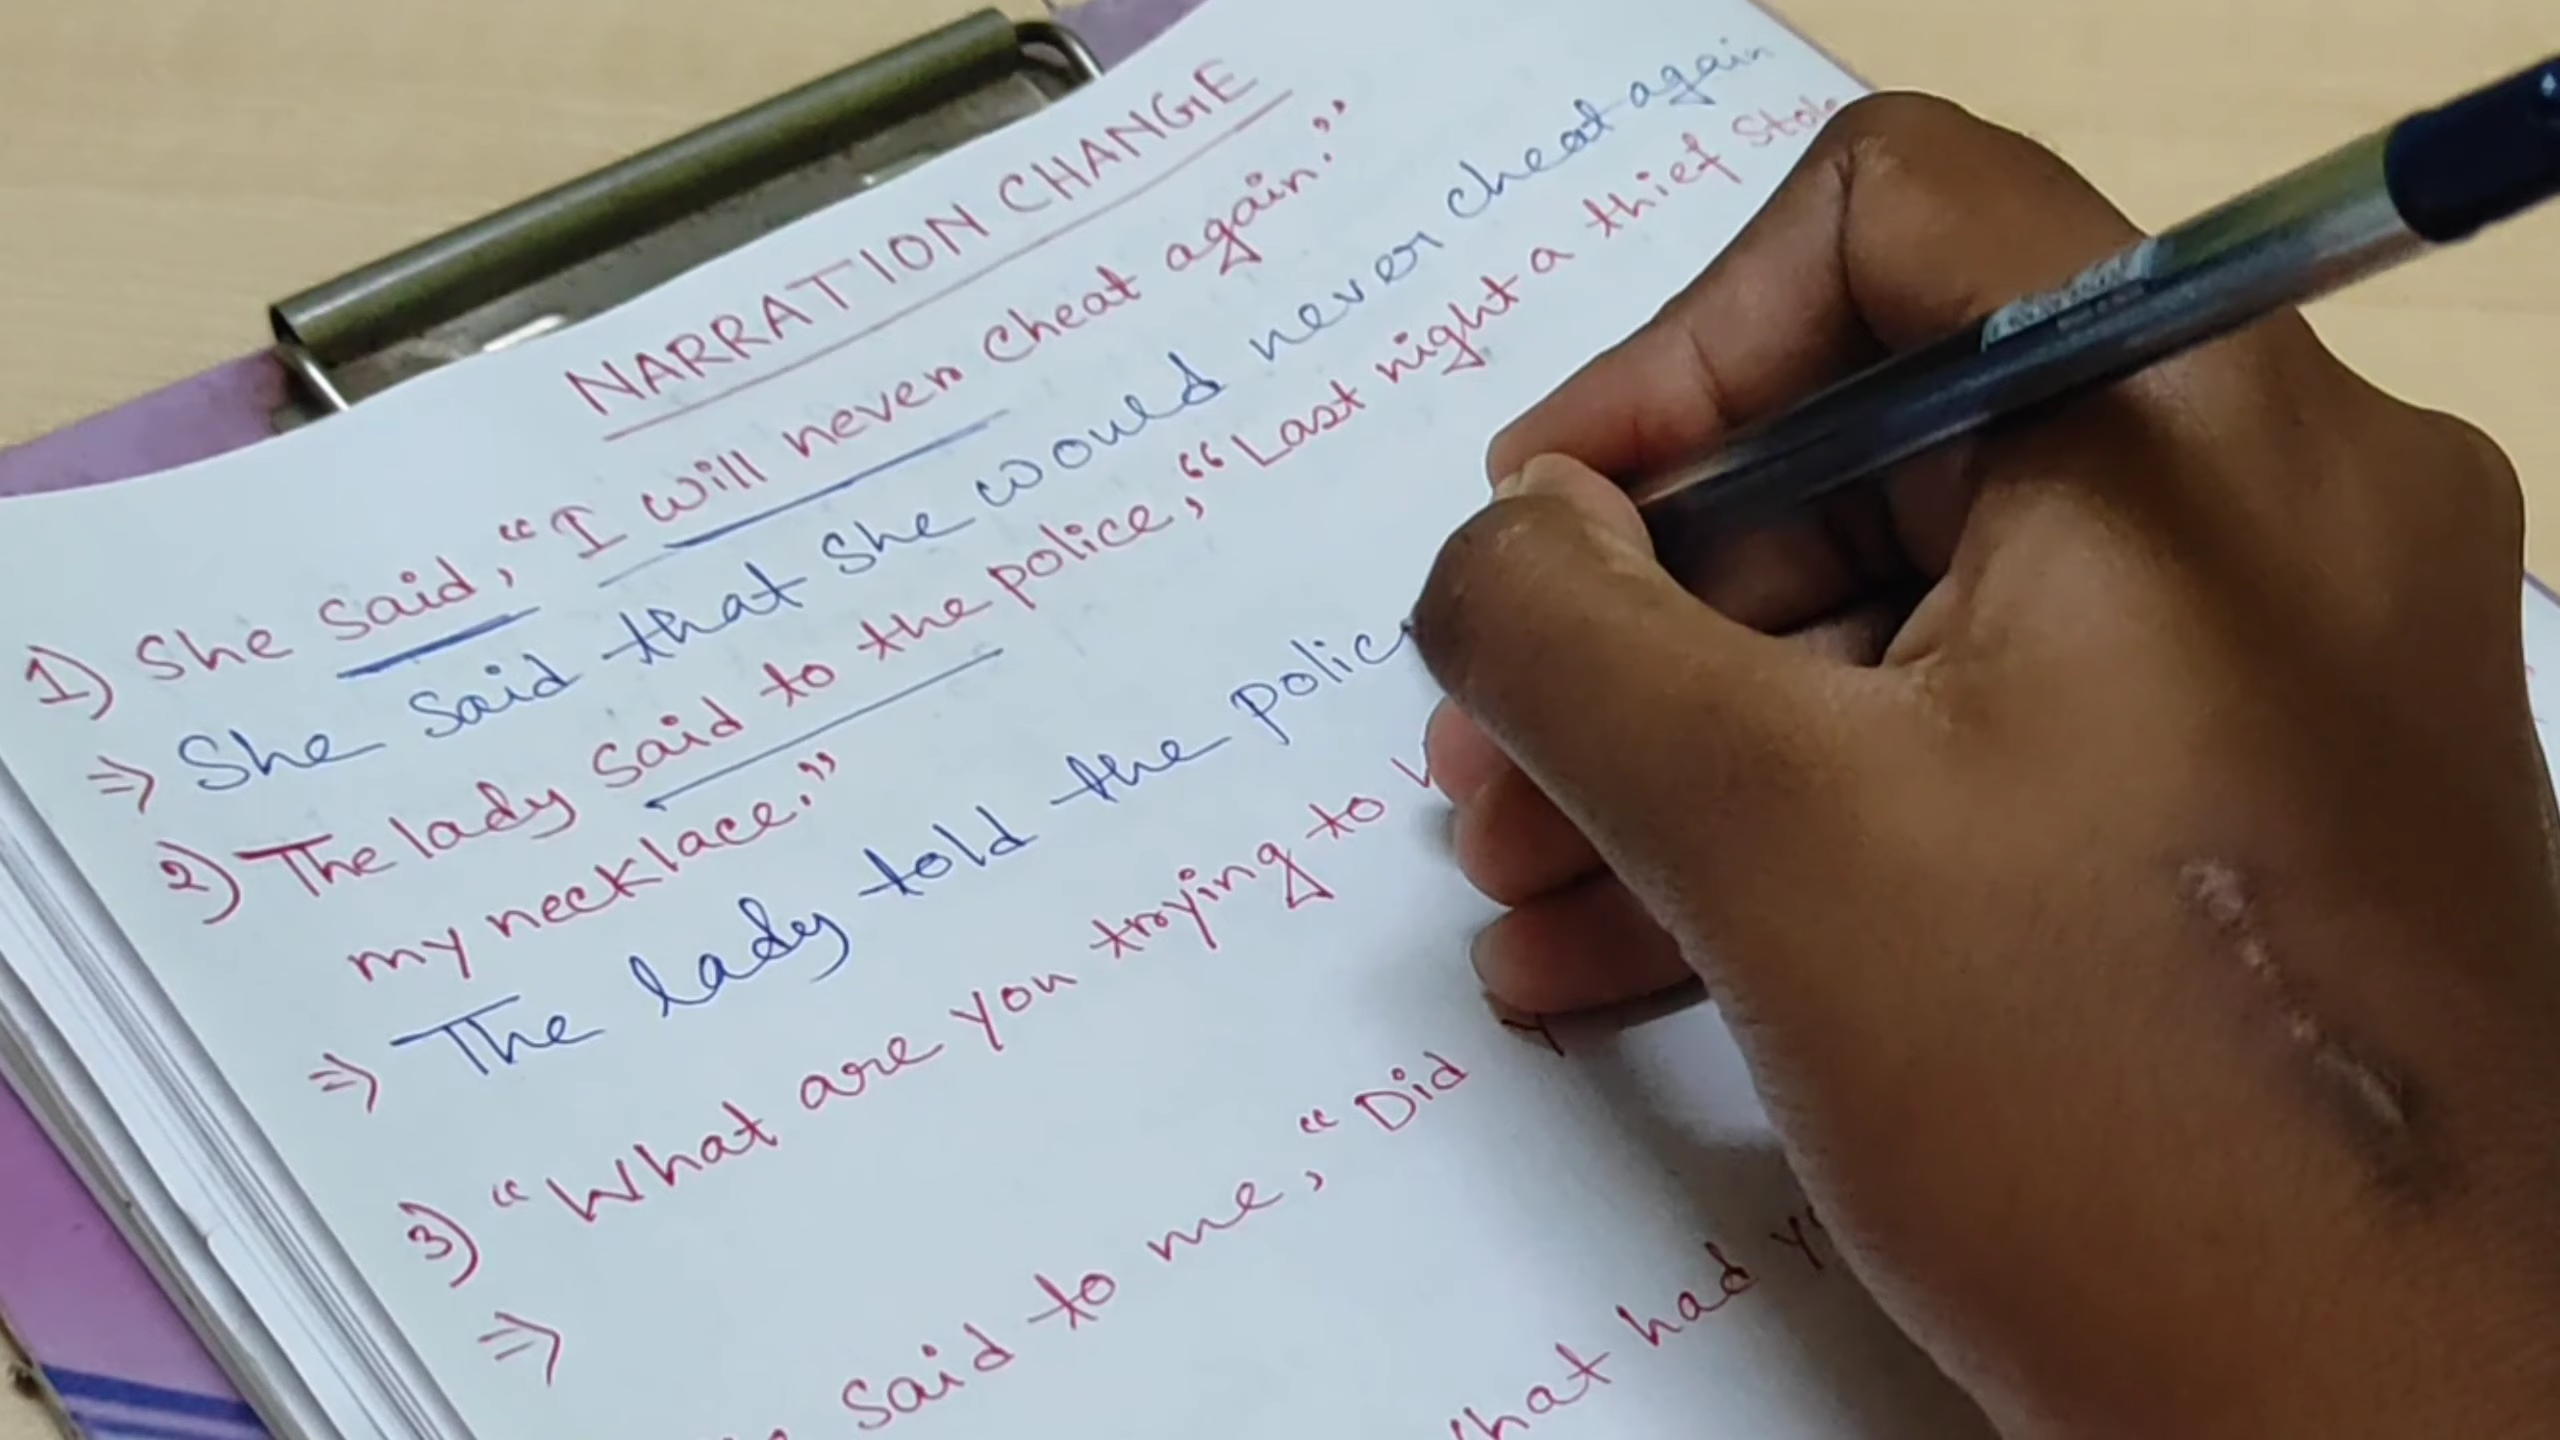 NARRATION CHANGE
1) She said, "I will never cheat again."
=> She said that she would never cheat again
2) The lady said to the police, "Last night a thief stole
my necklace."
=> The lady told the polic
3) "What are you trying to
=>
said to me, "Did
what had